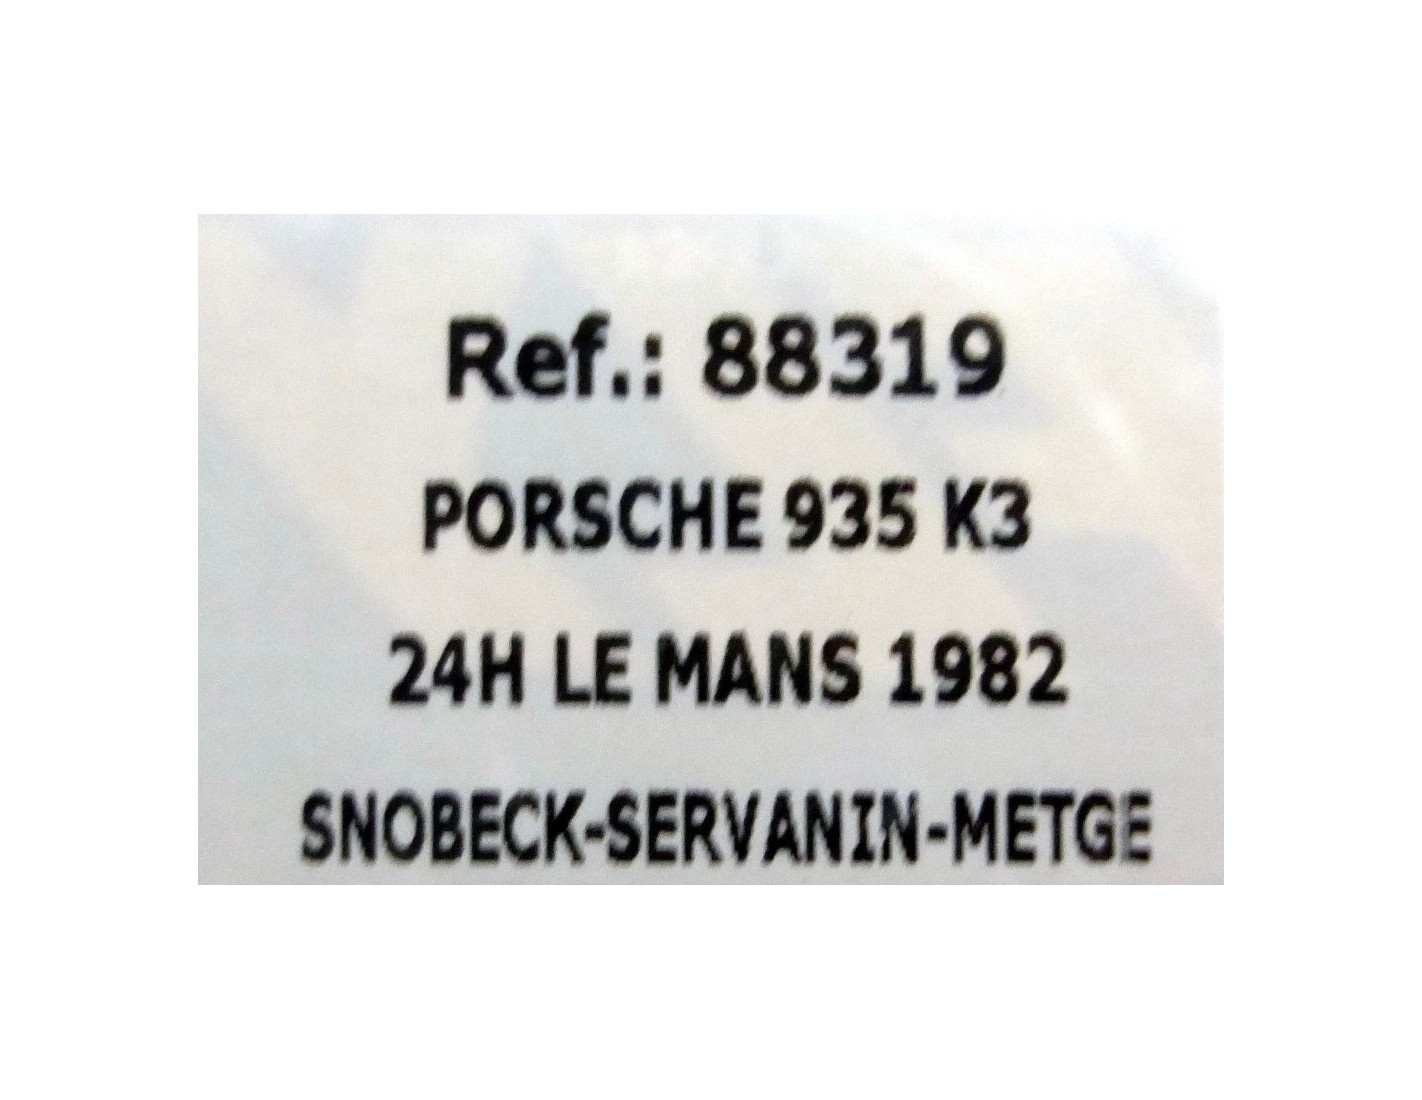 Ref.: 88319
PORSCHE 935 K3
24H LE MANS 1982
SNOBECK-SERVANIN-METGE